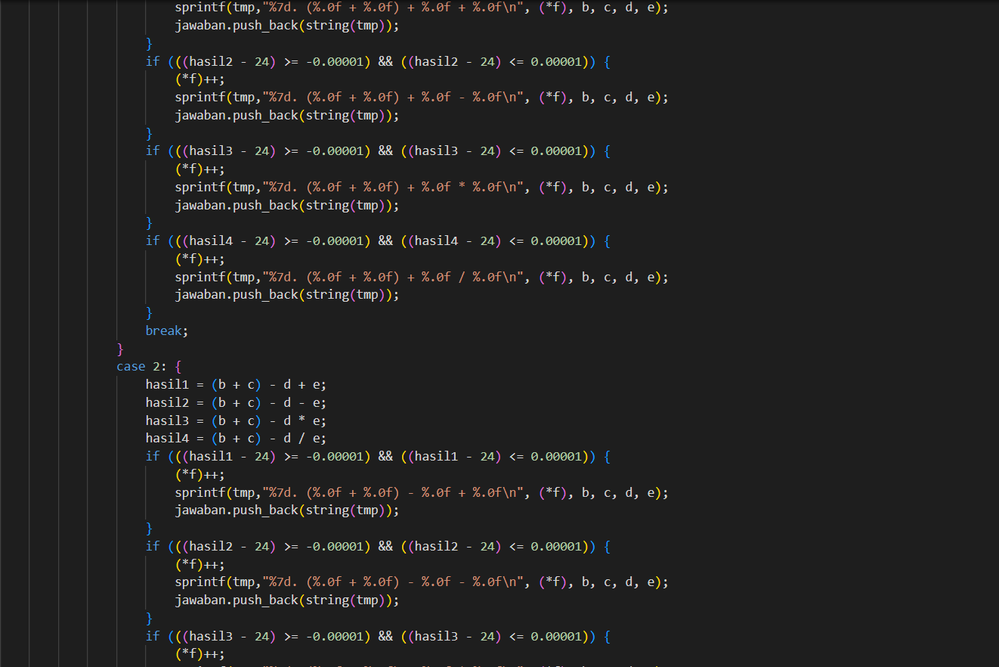 sprintf(tmp,"%7d. (%.0f + %.0f) + %.0f + %.0f\n", (*f), b, c, d, e);
jawaban.push_back(string(tmp));
}
if (((hasil2 - 24) >= -0.00001) && ((hasil2 - 24) <= 0.00001)) {
(*f)++;
sprintf(tmp,"%7d. (%.0f + %.0f) + %.0f - %.0f\n", (*f), b, c, d, e);
jawaban.push_back(string(tmp));
}
if (((hasil3 - 24) >= -0.00001) && ((hasil3 - 24) <= 0.00001)) {
(*f)++;
sprintf(tmp,"%7d. (%.0f + %.0f) + %.0f * %.0f\n", (*f), b, c, d, e);
jawaban.push_back(string(tmp));
}
if (((hasil4 - 24) >= -0.00001) && ((hasil4 - 24) <= 0.00001)) {
(*f)++;
sprintf(tmp,"%7d. (%.0f + %.0f) + %.0f / %.0f\n", (*f), b, c, d, e);
jawaban.push_back(string(tmp));
}
break;
}
case 2: {
hasil1 = (b + c) - d + e;
hasil2 = (b + c) - d - e;
hasil3 = (b + c) - d * e;
hasil4 = (b + c) - d / e;
if (((hasil1 - 24) >= -0.00001) && ((hasil1 - 24) <= 0.00001)) {
(*f)++;
sprintf(tmp,"%7d. (%.0f + %.0f) - %.0f + %.0f\n", (*f), b, c, d, e);
jawaban.push_back(string(tmp));
}
if (((hasil2 - 24) >= -0.00001) && ((hasil2 - 24) <= 0.00001)) {
(*f)++;
sprintf(tmp,"%7d. (%.0f + %.0f) - %.0f - %.0f\n", (*f), b, c, d, e);
jawaban.push_back(string(tmp));
}
if (((hasil3 - 24) >= -0.00001) && ((hasil3 - 24) <= 0.00001)) {
(*f)++;